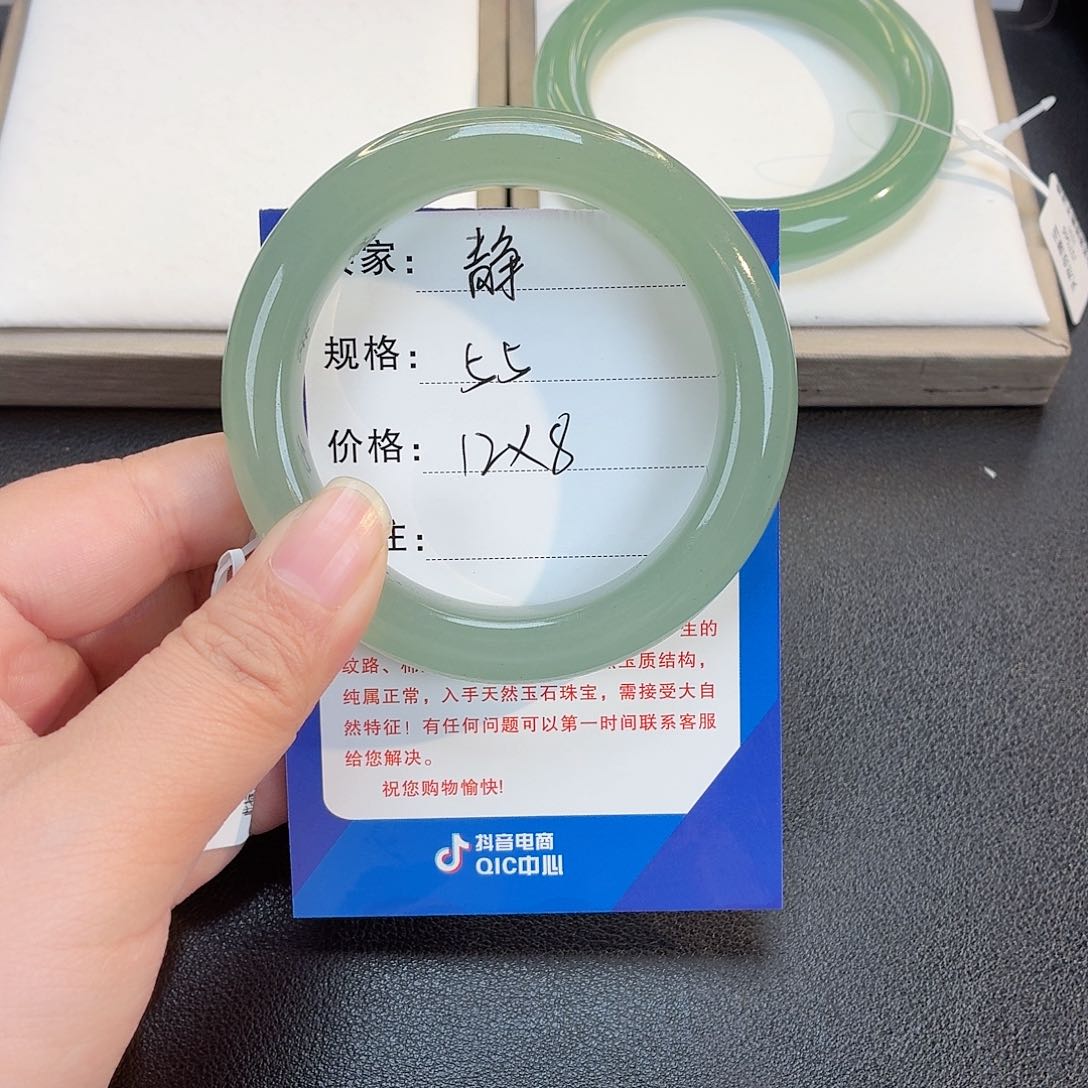 家：静
规格：55
价格：12×8
注：
生的
纹路、玉质结构，
纯属正常，入手天然玉石珠宝，需接受大自
然特征！有任何问题可以第一时间联系客服
给您解决。
祝您购物愉快！
抖音电商
QIC中心